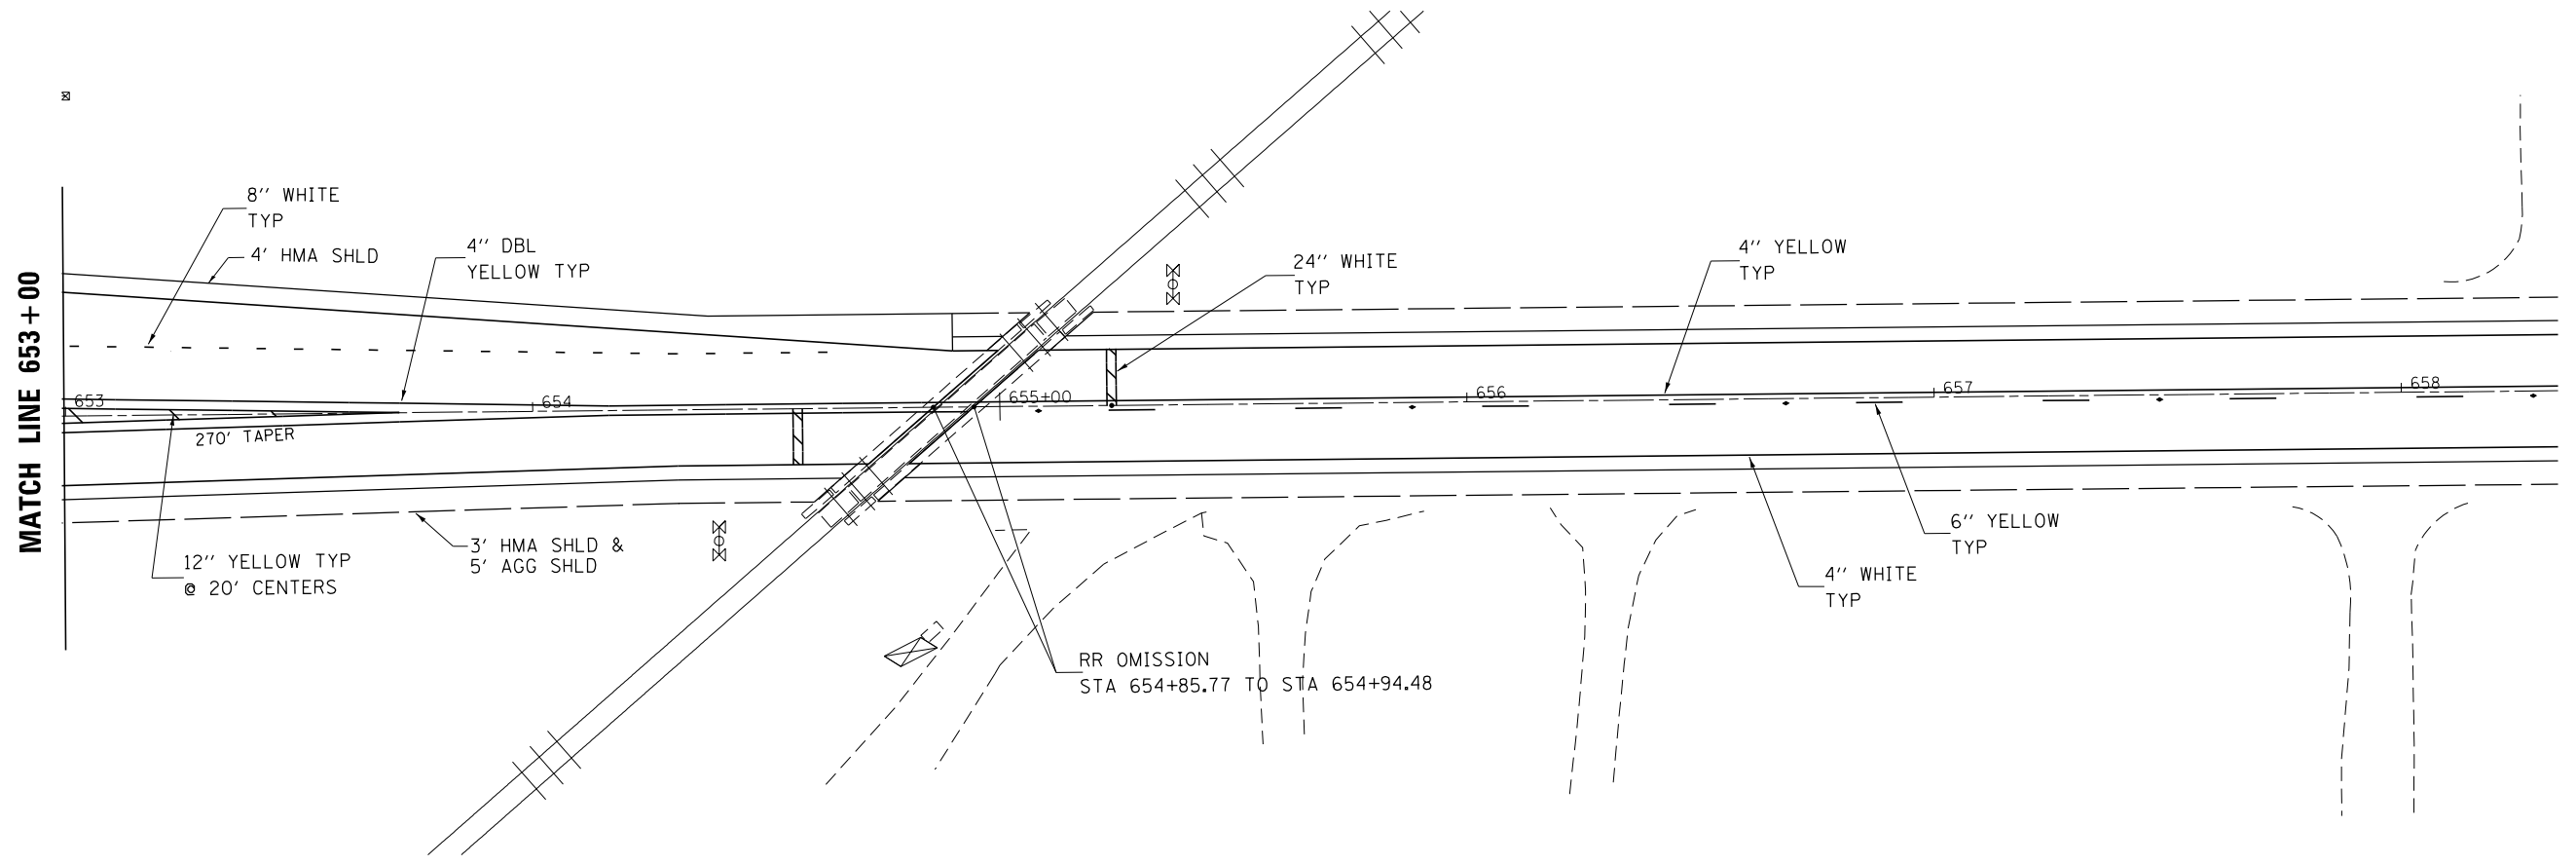 MATCH LINE 653+00
8'' WHITE
TYP
4' HMA SHLD
4'' DBL
YELLOW TYP
24'' WHITE
TYP
4'' YELLOW
TYP
653
654
655+00
656
657
658
270' TAPER
12'' YELLOW TYP
@ 20' CENTERS
3' HMA SHLD &
5' AGG SHLD
6'' YELLOW
TYP
4'' WHITE
TYP
RR OMISSION
STA 654+85.77 TO STA 654+94.48